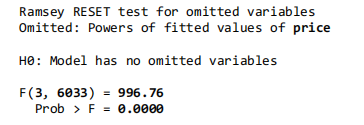 Ramsey RESET test for omitted variables
Omitted: Powers of fitted values of price
H0: Model has no omitted variables
F(3, 6033) = 996.76
Prob > F = 0.0000